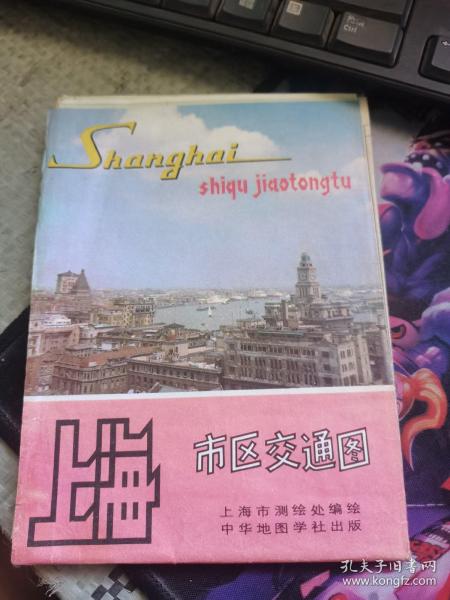 Shanghai
shiqu jiaotongtu
上海
市区交通图
上海市测绘处编绘
中华地图学社出版
孔夫子旧书网
www.kongfz.com